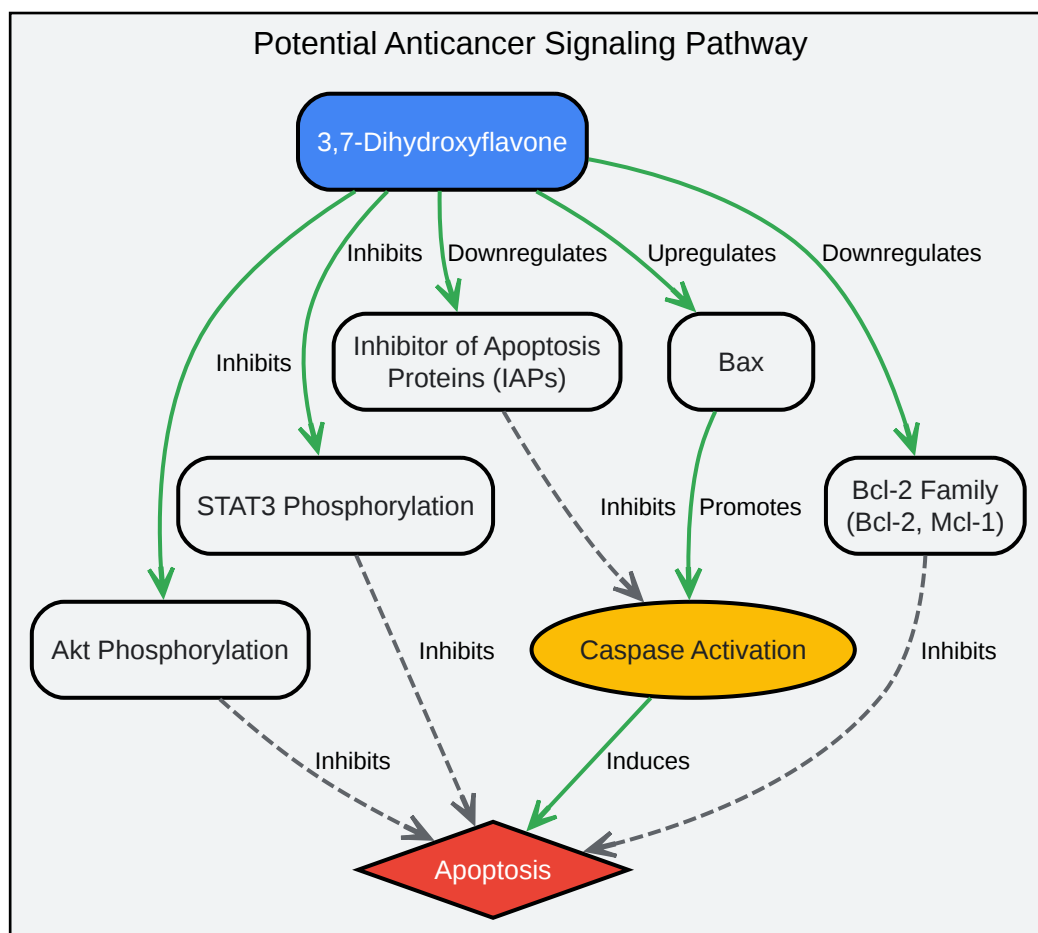 Potential Anticancer Signaling Pathway
3,7-Dihydroxyflavone
Inhibits
Downregulates
Upregulates
Downregulates
Inhibitor of Apoptosis
Proteins (IAPs)
Bax
Inhibits
STAT3 Phosphorylation
Inhibits
Promotes
Bcl-2 Family
(Bcl-2, Mcl-1)
Akt Phosphorylation
Inhibits
Caspase Activation
Inhibits
Inhibits
Induces
Apoptosis